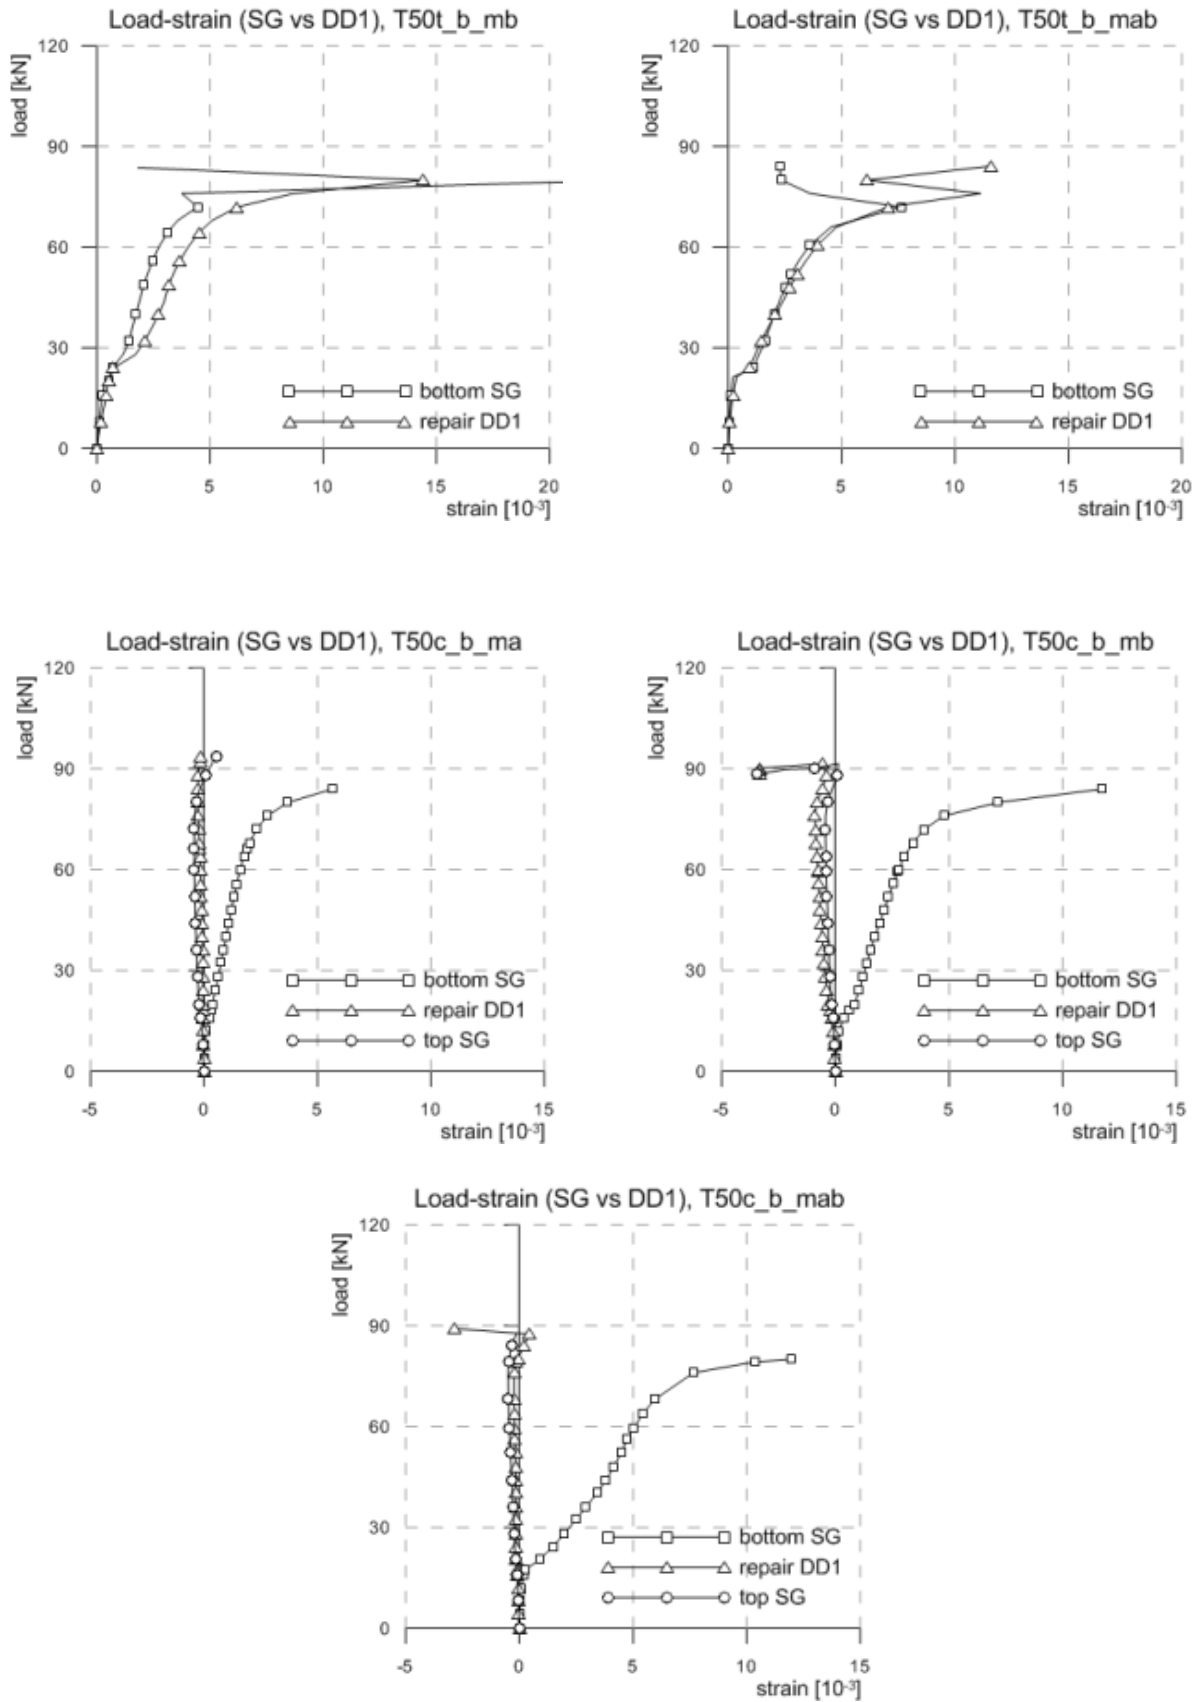 Load-strain (SG vs DD1), T50t_b_mb
load [kN]
120
90
60
30
0
bottom SG
repair DD1
0 5 10 15 20
strain [10⁻³]
Load-strain (SG vs DD1), T50t_b_mab
load [kN]
120
90
60
30
0
bottom SG
repair DD1
0 5 10 15 20
strain [10⁻³]
Load-strain (SG vs DD1), T50c_b_ma
load [kN]
120
90
60
30
0
bottom SG
repair DD1
top SG
-5 0 5 10 15
strain [10⁻³]
Load-strain (SG vs DD1), T50c_b_mb
load [kN]
120
90
60
30
0
bottom SG
repair DD1
top SG
-5 0 5 10 15
strain [10⁻³]
Load-strain (SG vs DD1), T50c_b_mab
load [kN]
120
90
60
30
0
bottom SG
repair DD1
top SG
-5 0 5 10 15
strain [10⁻³]